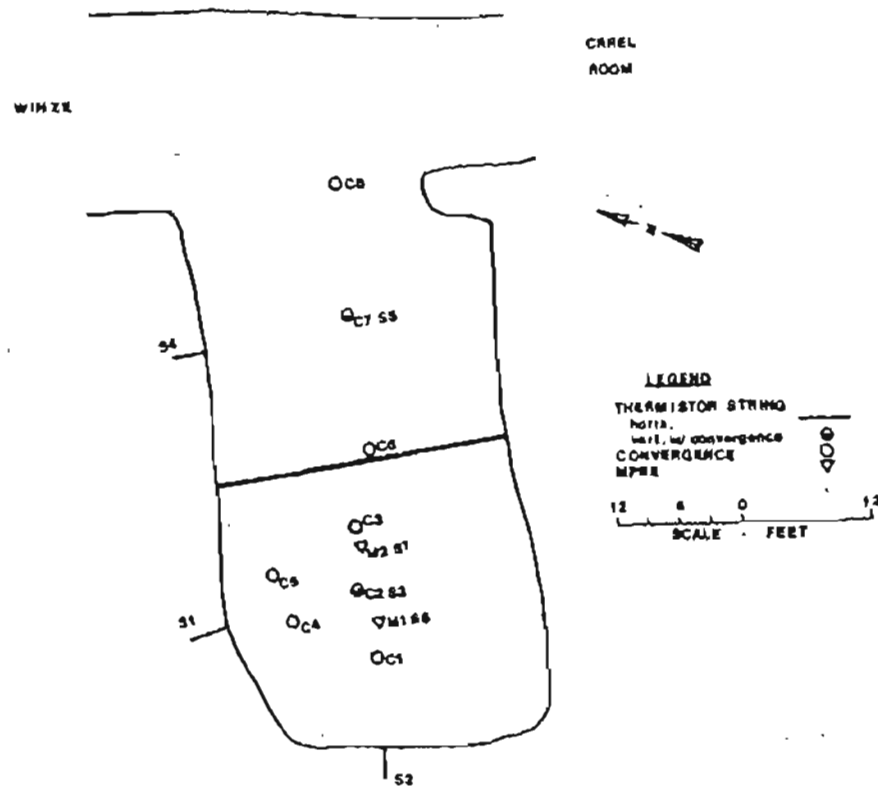 CRREL
ROOM
WINZE
C8
C7 S5
S4
LEGEND
THERMISTOR STRING
horiz.
vert. w/ convergence
CONVERGENCE
MPBX
C6
12 6 0 12
SCALE - FEET
C3
M2 S7
C5
C2 S3
S1
C4
M1 S6
C1
S2